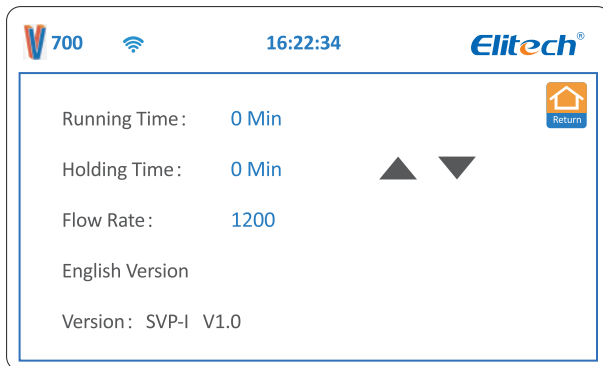 V 700 16:22:34 Elitech®
Return
Running Time: 0 Min
Holding Time: 0 Min
Flow Rate: 1200
English Version
Version: SVP-I V1.0